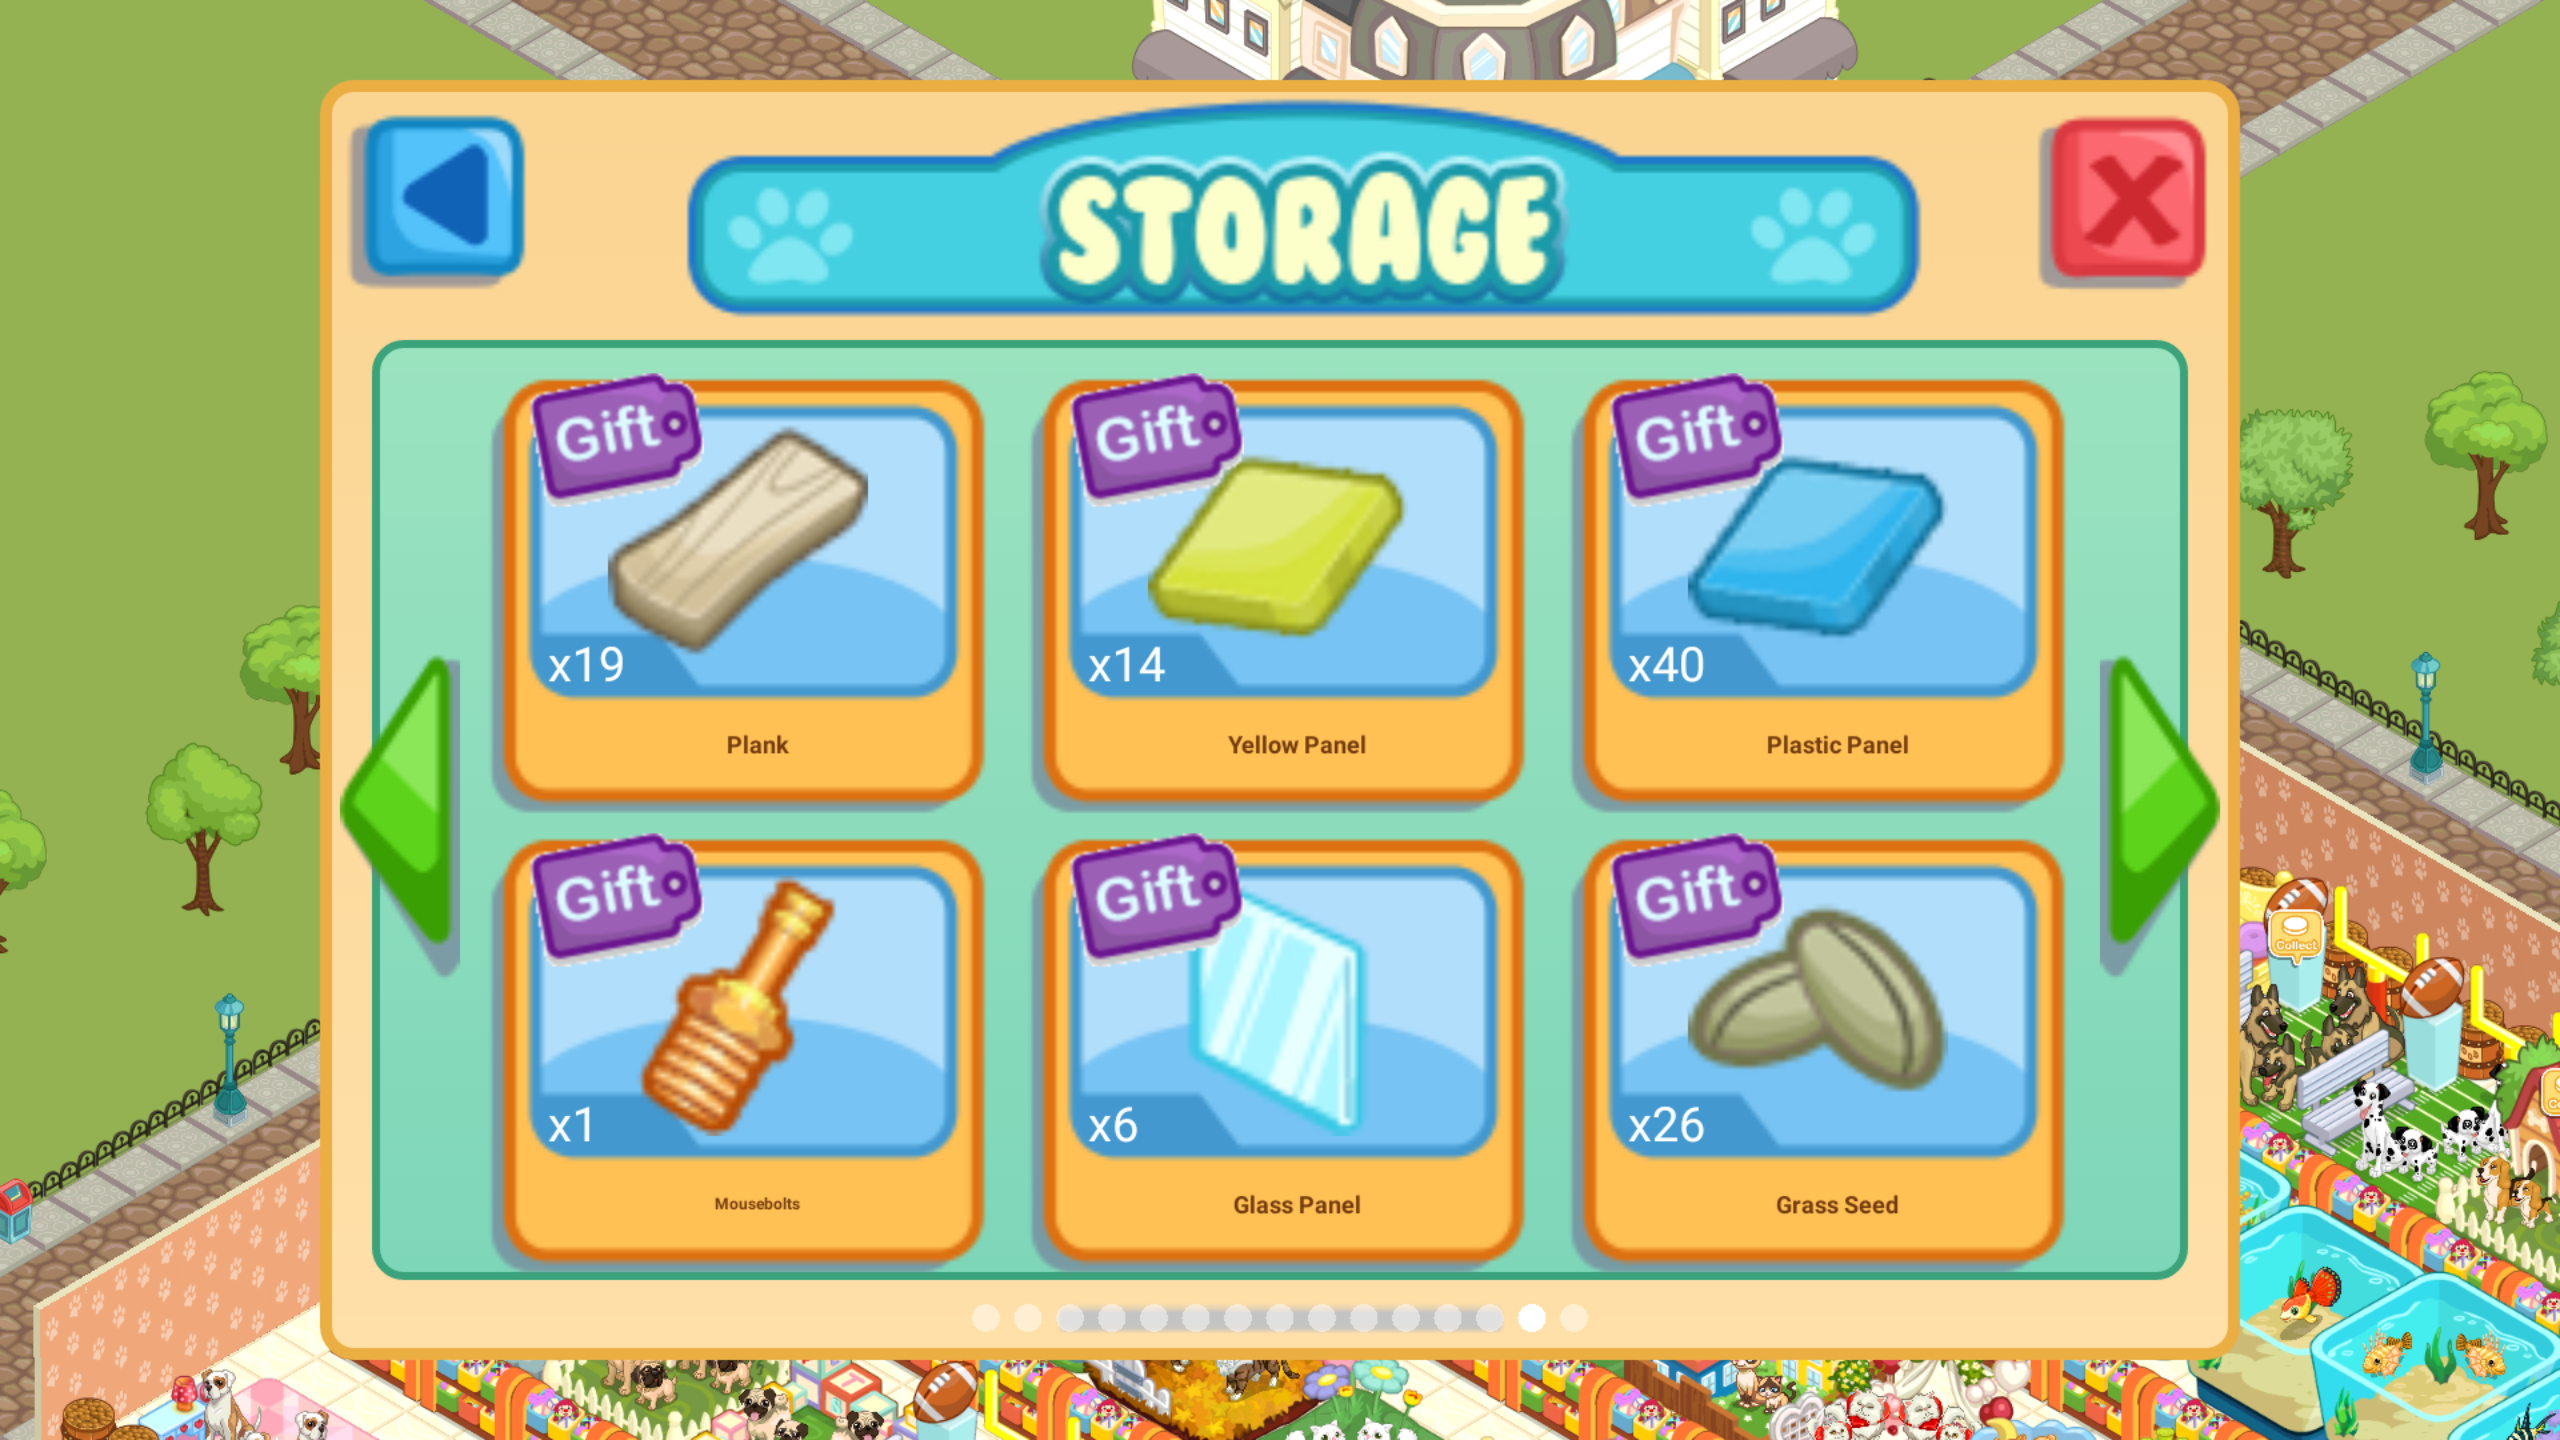 STORAGE
Gift
x19
Plank
Gift
x14
Yellow Panel
Gift
x40
Plastic Panel
Gift
x1
Mousebolts
Gift
x6
Glass Panel
Gift
x26
Grass Seed
Collect